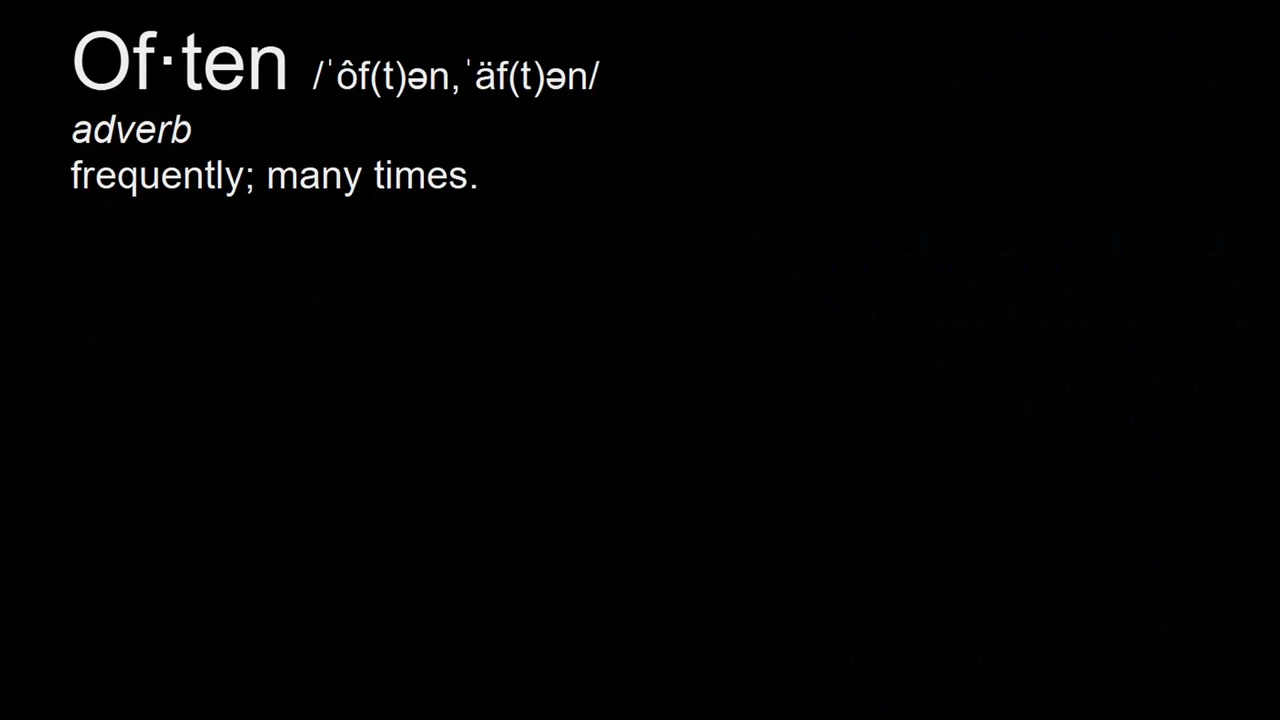 Of·ten /ˈôf(t)ən,ˈäf(t)ən/
adverb
frequently; many times.